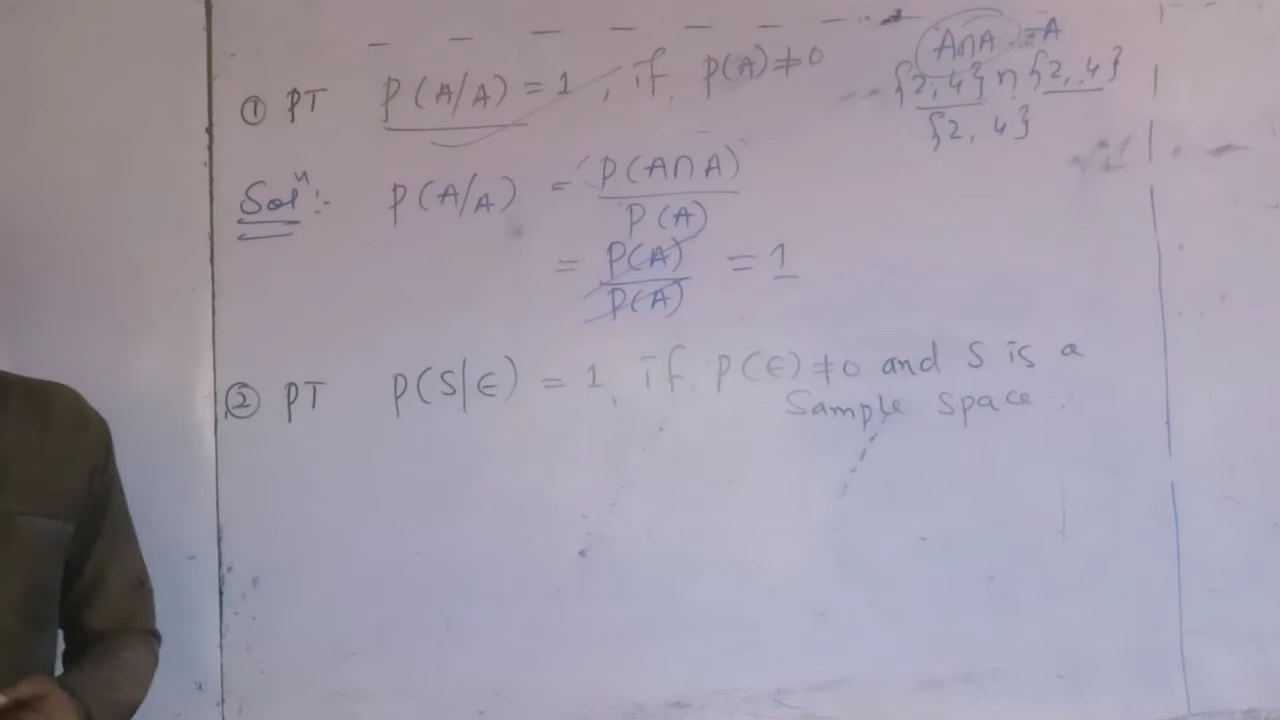 ① PT P(A/A) = 1, if P(A) ≠ 0
A∩A = A
{2, 4} ∩ {2, 4}
{2, 4}
Solⁿ:- P(A/A) = P(A∩A)
P(A)
= P(A) = 1
P(A)
② PT P(S/E) = 1, if P(E) ≠ 0 and S is a
Sample space.